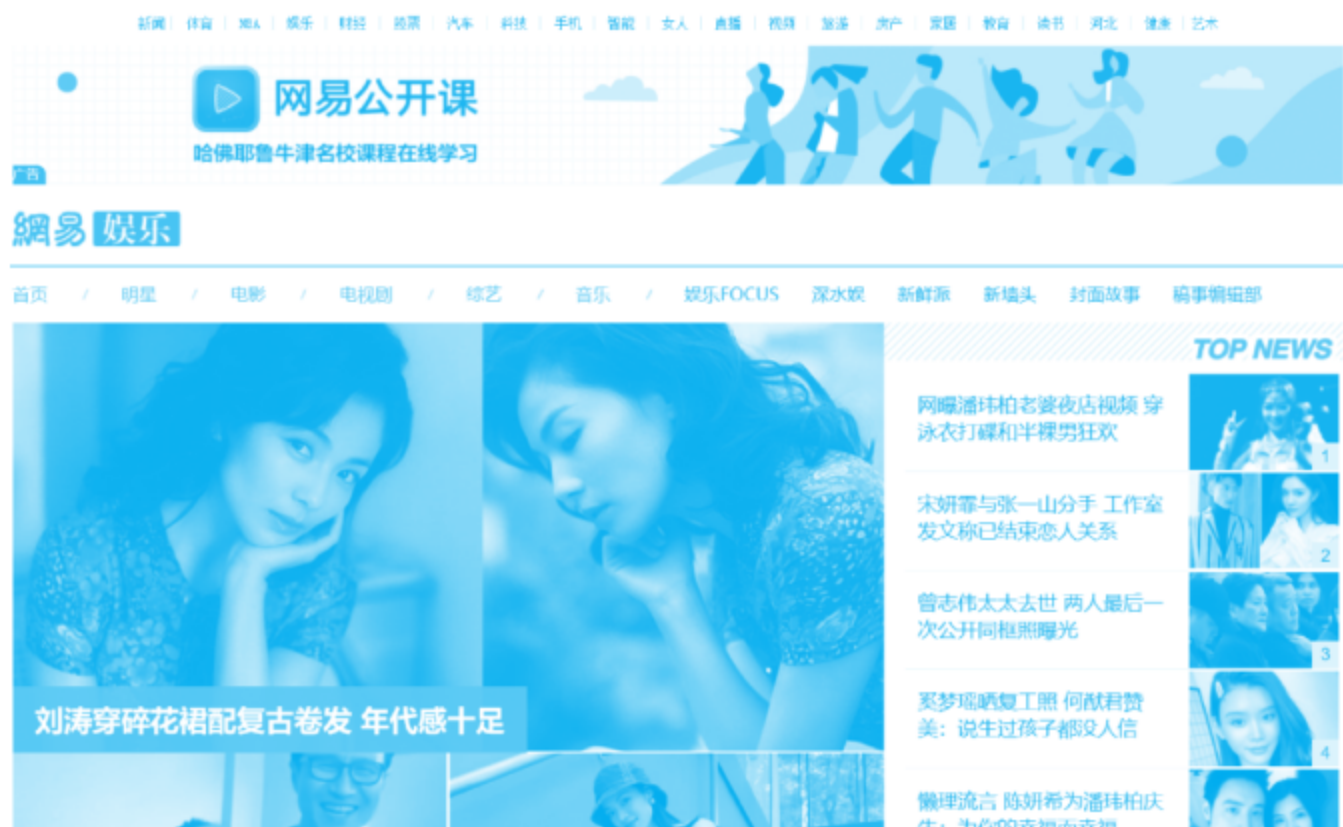 新闻 体育 NBA 娱乐 财经 股票 汽车 科技 手机 智能 女人 直播 视频 旅游 房产 家居 教育 读书 河北 健康 艺术
网易公开课
哈佛耶鲁牛津名校课程在线学习
广告
網易 娱乐
首页 / 明星 / 电影 / 电视剧 / 综艺 / 音乐 / 娱乐FOCUS 深水娱 新鲜派 新墙头 封面故事 稿事编辑部
TOP NEWS
网曝潘玮柏老婆夜店视频 穿
泳衣打碟和半裸男狂欢
1
宋妍霏与张一山分手 工作室
发文称已结束恋人关系
2
曾志伟太太去世 两人最后一
次公开同框照曝光
3
奚梦瑶晒复工照 何猷君赞
美：说生过孩子都没人信
4
懒理流言 陈妍希为潘玮柏庆
刘涛穿碎花裙配复古卷发 年代感十足